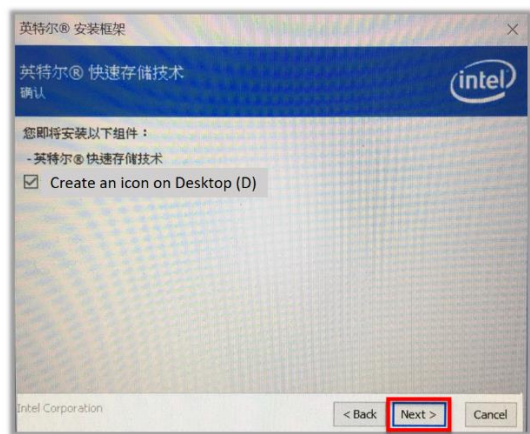 英特尔® 安装框架
英特尔® 快速存储技术
确认
intel
您即将安装以下组件：
-英特尔® 快速存储技术
Create an icon on Desktop (D)
Intel Corporation
< Back
Next >
Cancel